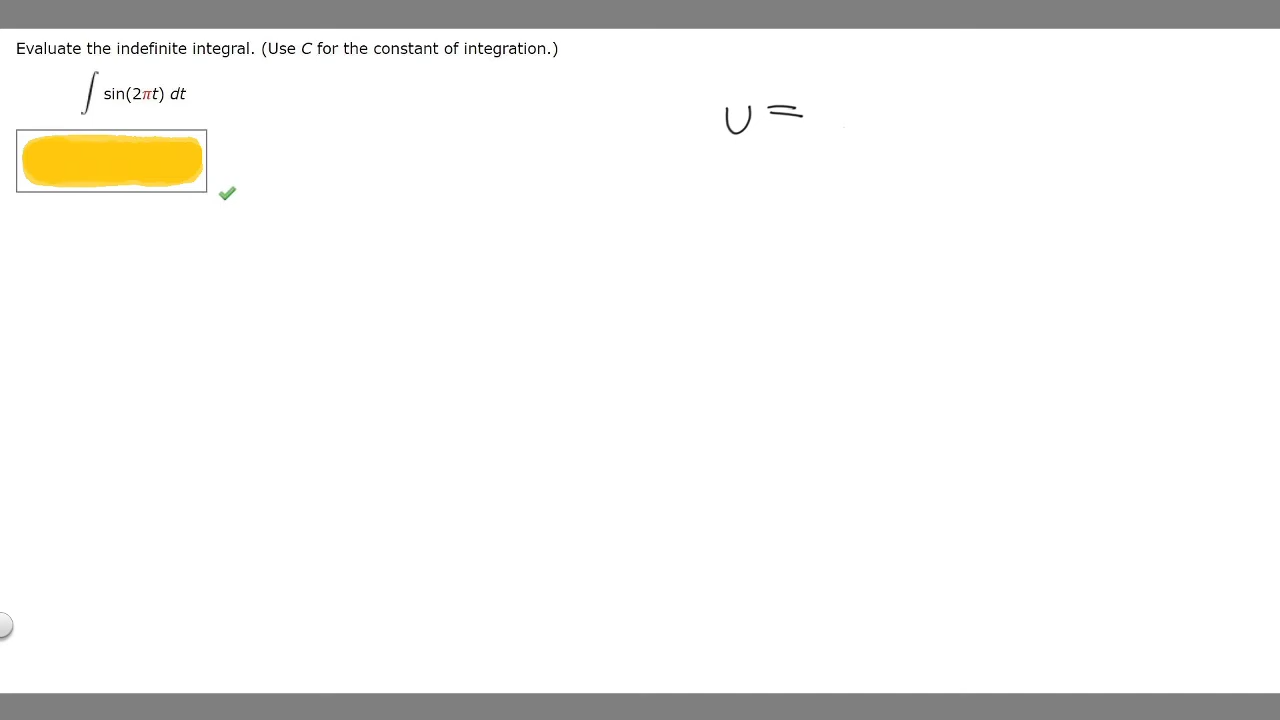 Evaluate the indefinite integral. (Use C for the constant of integration.)
∫ sin(2πt) dt
u =